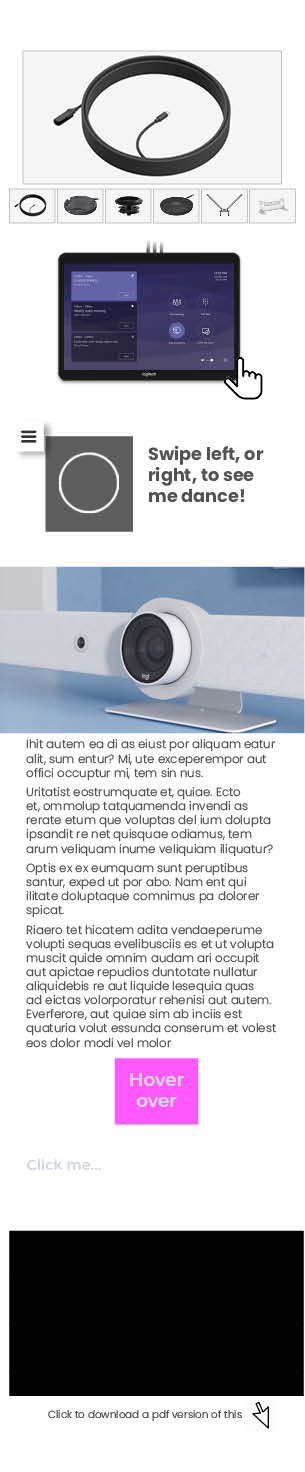 logitech
Swipe left, or
right, to see
me dance!
logi
Ihit autem ea di as eiust por aliquam eatur
alit, sum entur? Mi, ute exceperempor aut
offici occuptur mi, tem sin nus.
Uritatist eostrumquate et, quiae. Ecto
et, ommolup tatquamenda invendi as
rerate etum que voluptas del ium dolupta
ipsandit re net quisquae odiamus, tem
arum veliquam inume veliquiam iliquatur?
Optis ex ex eumquam sunt peruptibus
santur, exped ut por abo. Nam ent qui
ilitate doluptaque comnimus pa dolorer
spicat.
Riaero tet hicatem adita vendaeperume
volupti sequas evelibusciis es et ut volupta
muscit quide omnim audam ari occupit
aut apictae repudios duntotate nullatur
aliquidebis re aut liquide lesequia quas
ad eictas volorporatur rehenisi aut autem.
Everferore, aut quiae sim ab inciis est
quaturia volut essunda conserum et volest
eos dolor modi vel molor
Hover
over
Click me...
Click to download a pdf version of this